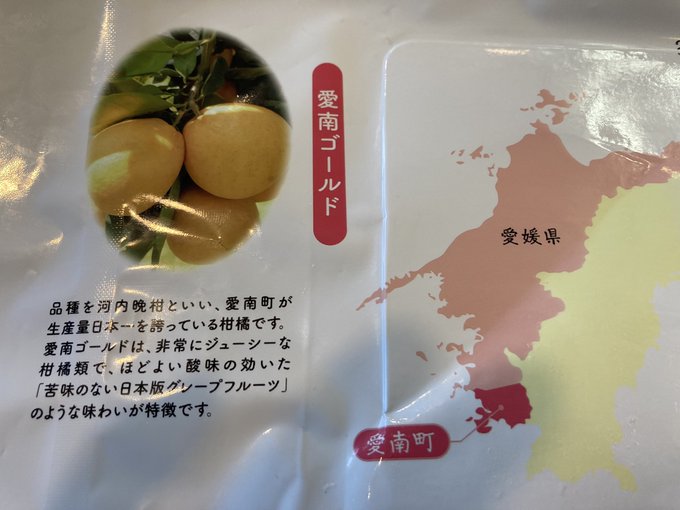 愛南ゴールド
品種を河内晩柑といい、愛南町が
生産量日本一を誇っている柑橘です。
愛南ゴールドは、非常にジューシーな
柑橘類で、ほどよい酸味の効いた
「苦味のない日本版グレープフルーツ」
のような味わいが特徴です。
愛媛県
愛南町